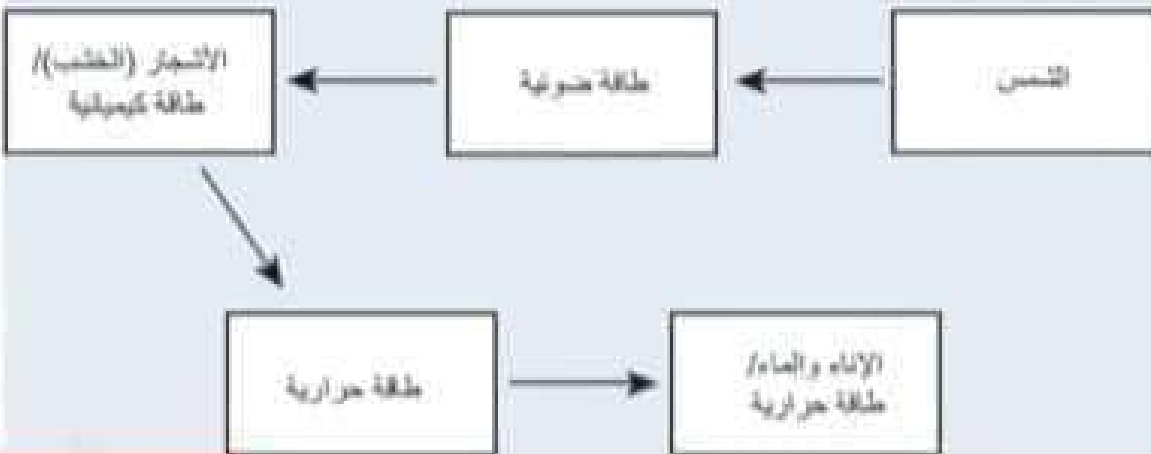 الشمس
طاقة ضوئية
الأشجار (الخشب)/
طاقة كيميائية
طاقة حرارية
الإناء والماء/
طاقة حرارية